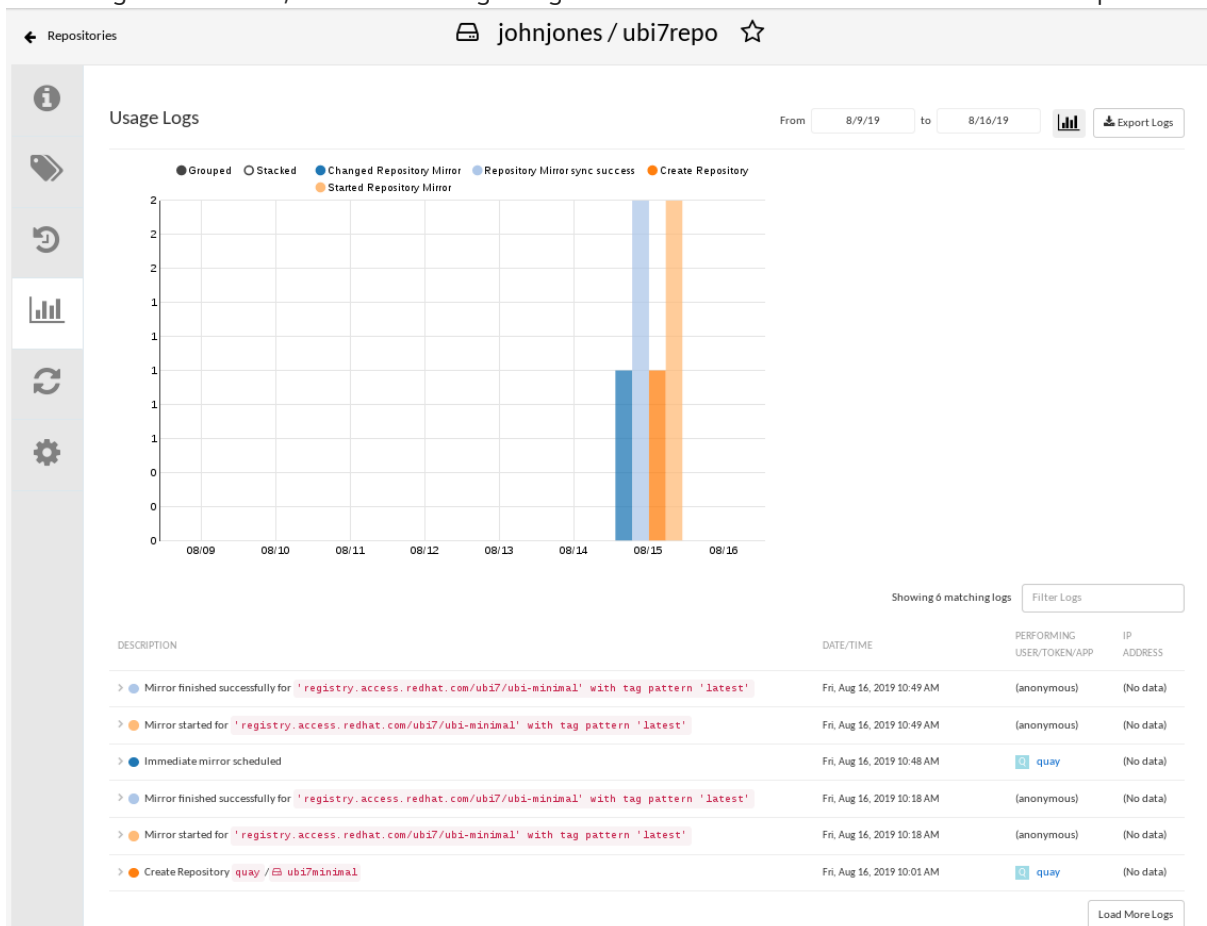 Repositories
johnjones / ubi7repo
Usage Logs
From 8/9/19 to 8/16/19 Export Logs
Grouped Stacked Changed Repository Mirror Repository Mirror sync success Create Repository
Started Repository Mirror
2
2
2
1
1
1
1
1
0
0
0
08/09 08/10 08/11 08/12 08/13 08/14 08/15 08/16
Showing 6 matching logs Filter Logs
DESCRIPTION DATE/TIME PERFORMING USER/TOKEN/APP IP ADDRESS
Mirror finished successfully for 'registry.access.redhat.com/ubi7/ubi-minimal' with tag pattern 'latest' Fri, Aug 16, 2019 10:49 AM (anonymous) (No data)
Mirror started for 'registry.access.redhat.com/ubi7/ubi-minimal' with tag pattern 'latest' Fri, Aug 16, 2019 10:49 AM (anonymous) (No data)
Immediate mirror scheduled Fri, Aug 16, 2019 10:48 AM Q quay (No data)
Mirror finished successfully for 'registry.access.redhat.com/ubi7/ubi-minimal' with tag pattern 'latest' Fri, Aug 16, 2019 10:18 AM (anonymous) (No data)
Mirror started for 'registry.access.redhat.com/ubi7/ubi-minimal' with tag pattern 'latest' Fri, Aug 16, 2019 10:18 AM (anonymous) (No data)
Create Repository quay / ubi7minimal Fri, Aug 16, 2019 10:01 AM Q quay (No data)
Load More Logs